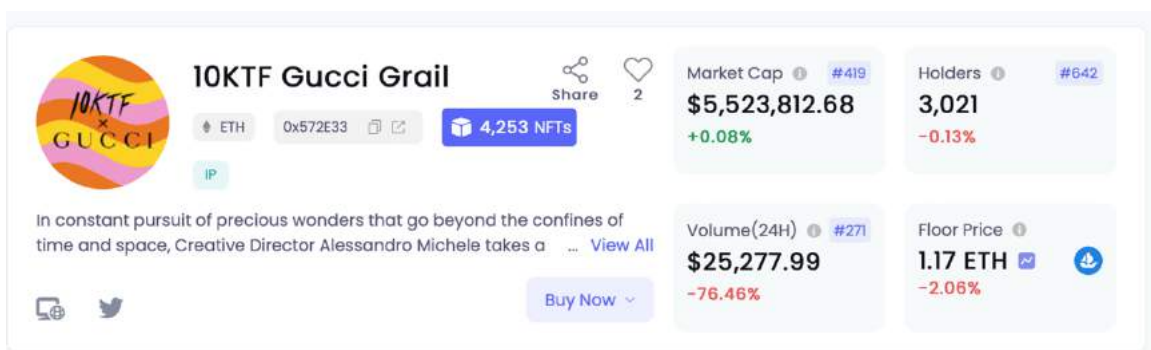 10KTF
×
GUCCI
10KTF Gucci Grail
Share
2
ETH
0x572E33
4,253 NFTs
IP
In constant pursuit of precious wonders that go beyond the confines of
time and space, Creative Director Alessandro Michele takes a ... View All
Buy Now
Market Cap #419
$5,523,812.68
+0.08%
Holders #642
3,021
-0.13%
Volume(24H) #271
$25,277.99
-76.46%
Floor Price
1.17 ETH
-2.06%